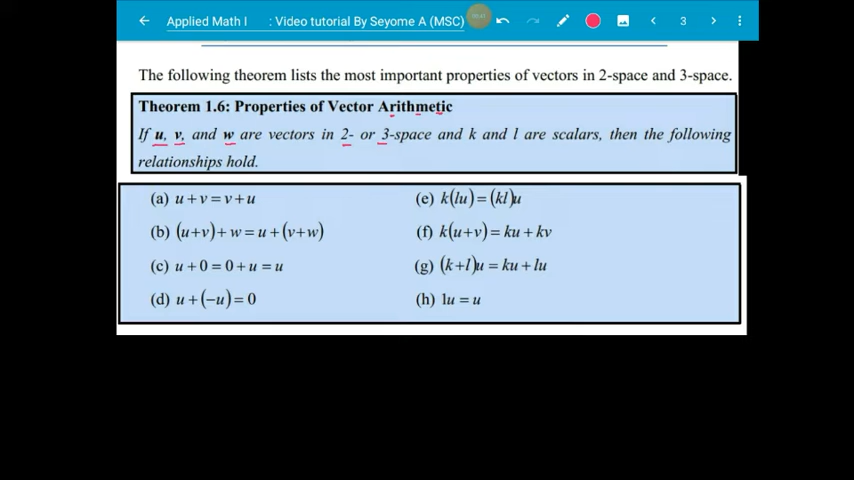 Applied Math I : Video tutorial By Seyome A (MSC)
3
The following theorem lists the most important properties of vectors in 2-space and 3-space.
Theorem 1.6: Properties of Vector Arithmetic
If u, v, and w are vectors in 2- or 3-space and k and l are scalars, then the following
relationships hold.
(a) u + v = v + u
(b) (u+v)+ w = u + (v+w)
(c) u + 0 = 0 + u = u
(d) u + (−u) = 0
(e) k(lu) = (kl)u
(f) k(u+v) = ku + kv
(g) (k+l)u = ku + lu
(h) 1u = u